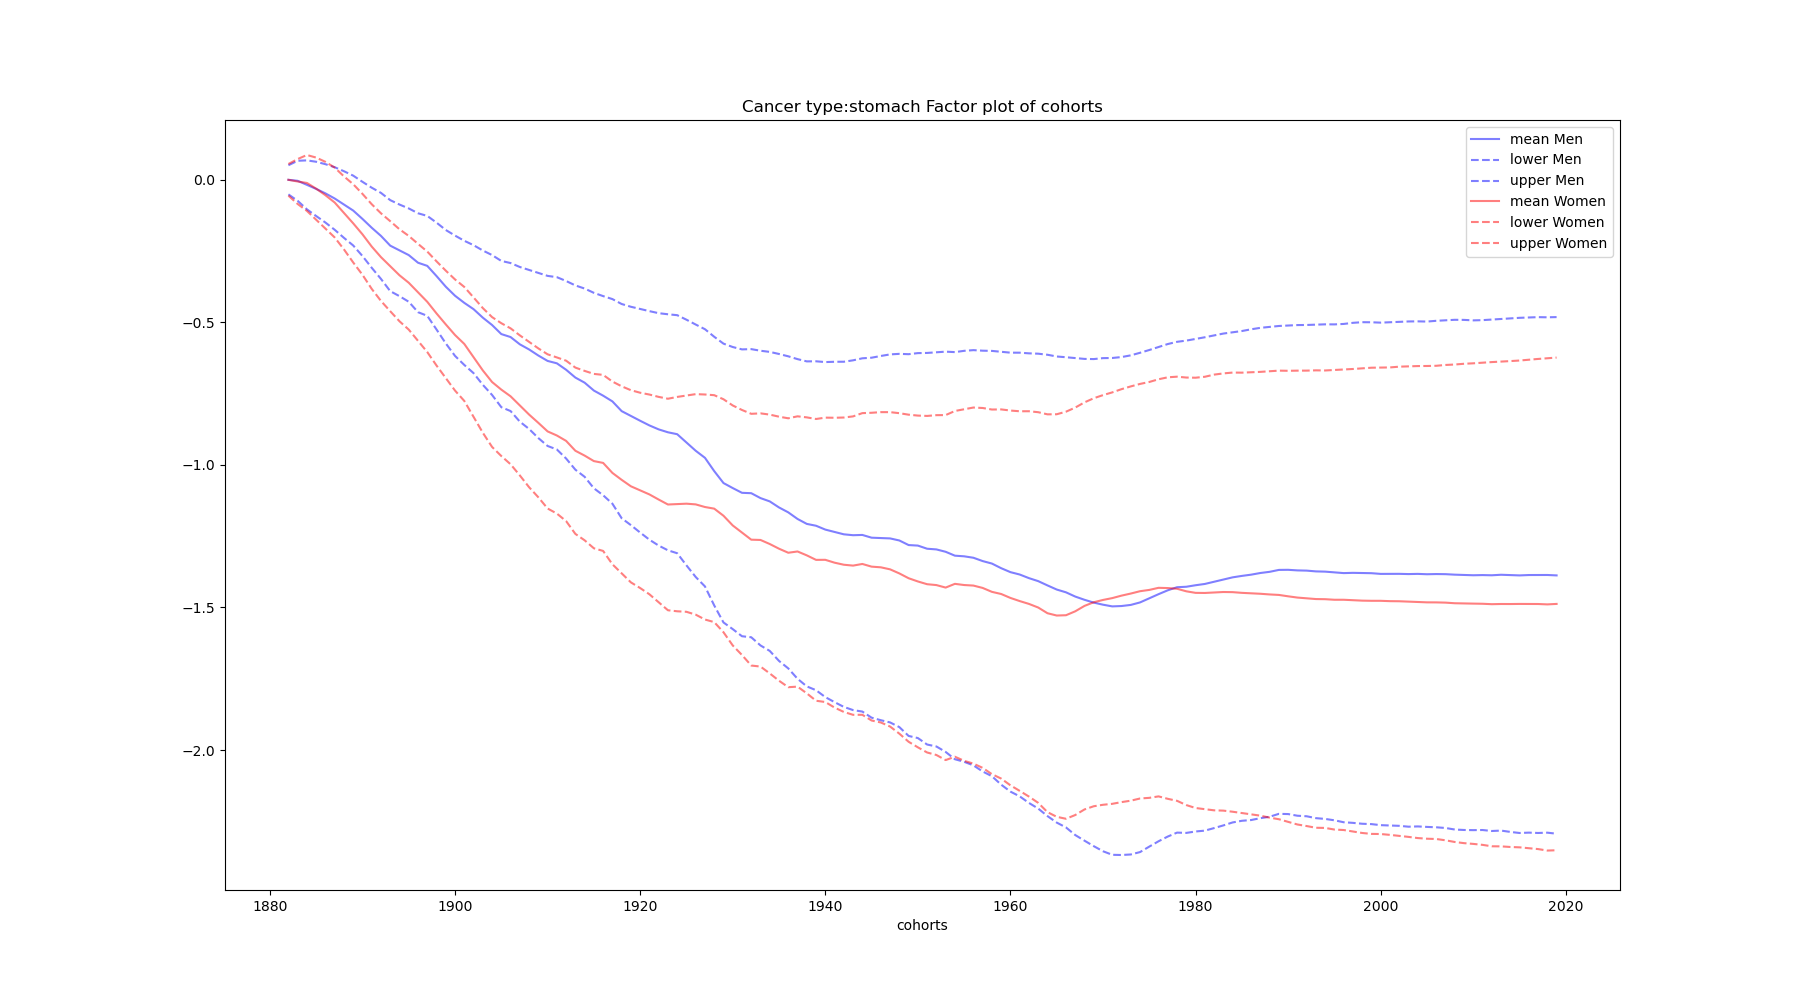 Cancer type:stomach Factor plot of cohorts
mean Men
lower Men
upper Men
mean Women
lower Women
upper Women
0.0
−0.5
−1.0
−1.5
−2.0
1880 1900 1920 1940 1960 1980 2000 2020
cohorts